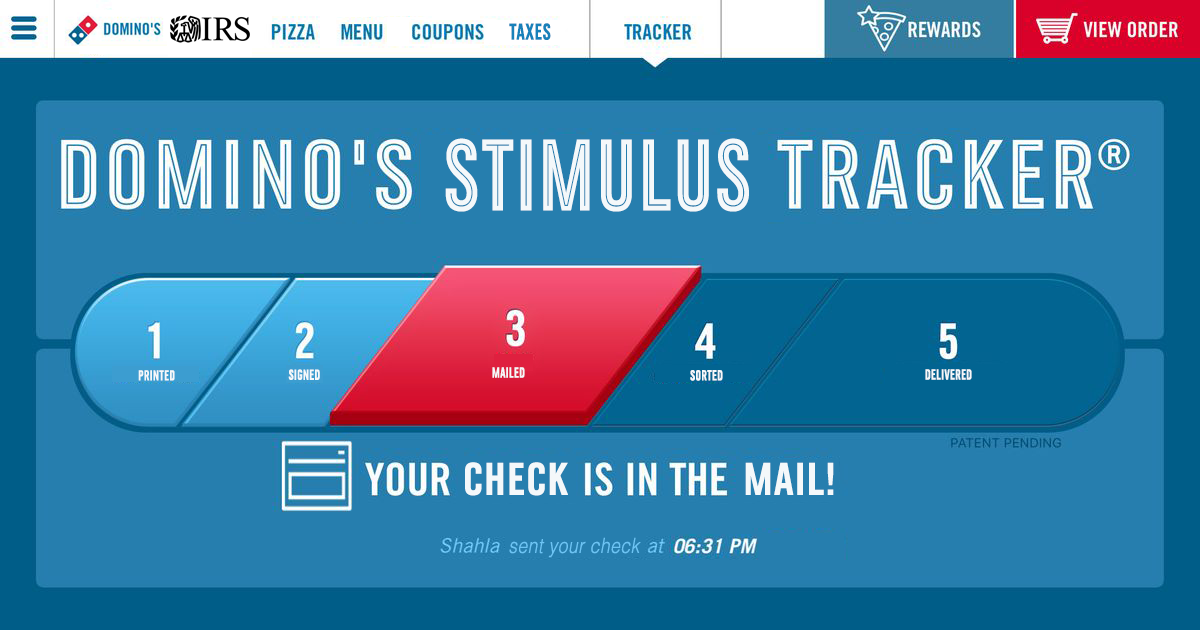 DOMINO'S IRS PIZZA MENU COUPONS TAXES TRACKER REWARDS VIEW ORDER
DOMINO'S STIMULUS TRACKER®
1 2 3 4 5
PRINTED SIGNED MAILED SORTED DELIVERED
PATENT PENDING
YOUR CHECK IS IN THE MAIL!
Shahla sent your check at 06:31 PM